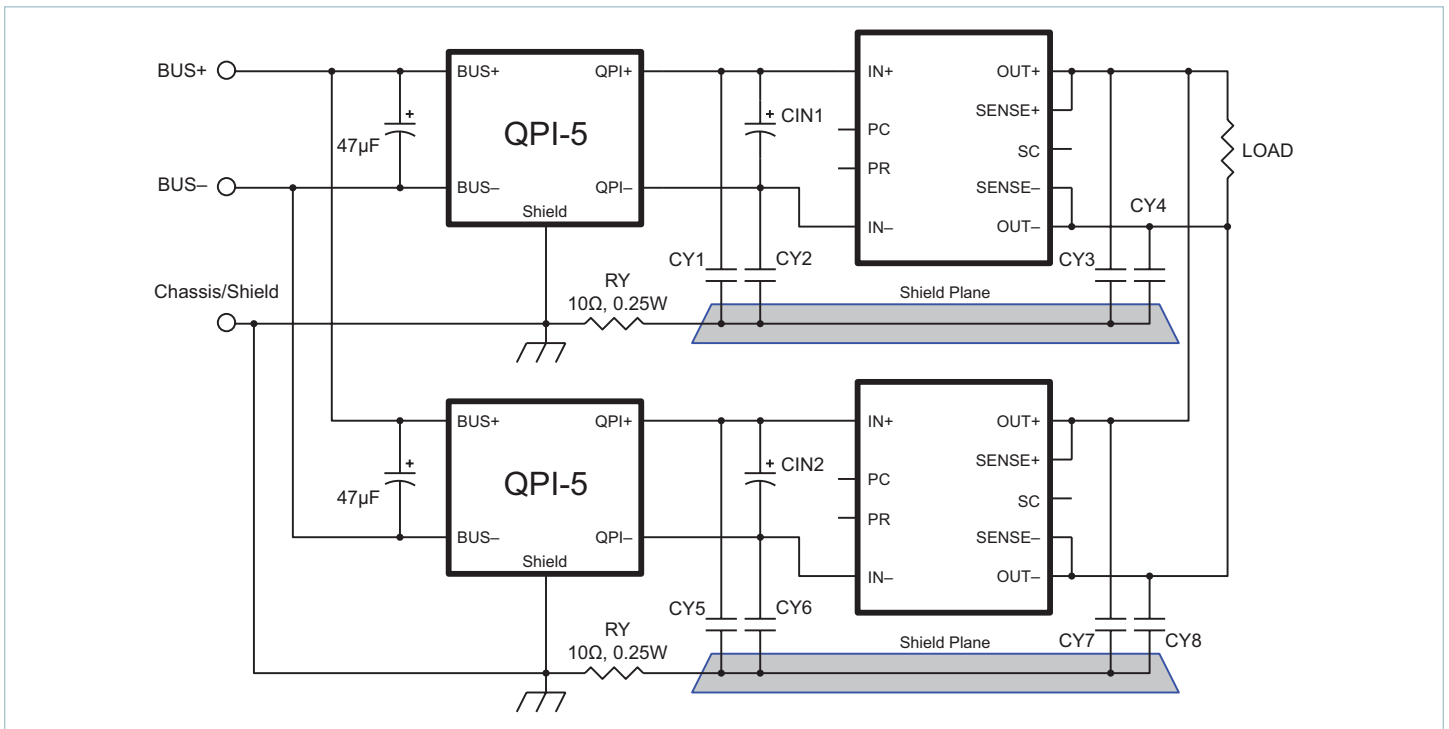 BUS+
BUS–
Chassis/Shield
47µF
BUS+
QPI+
QPI-5
BUS–
QPI–
Shield
CIN1
CY1
CY2
RY
10Ω, 0.25W
Shield Plane
IN+
OUT+
SENSE+
PC
SC
PR
SENSE–
IN–
OUT–
LOAD
CY4
CY3
47µF
BUS+
QPI+
QPI-5
BUS–
QPI–
Shield
CIN2
CY5
CY6
RY
10Ω, 0.25W
Shield Plane
IN+
OUT+
SENSE+
PC
SC
PR
SENSE–
IN–
OUT–
CY7
CY8